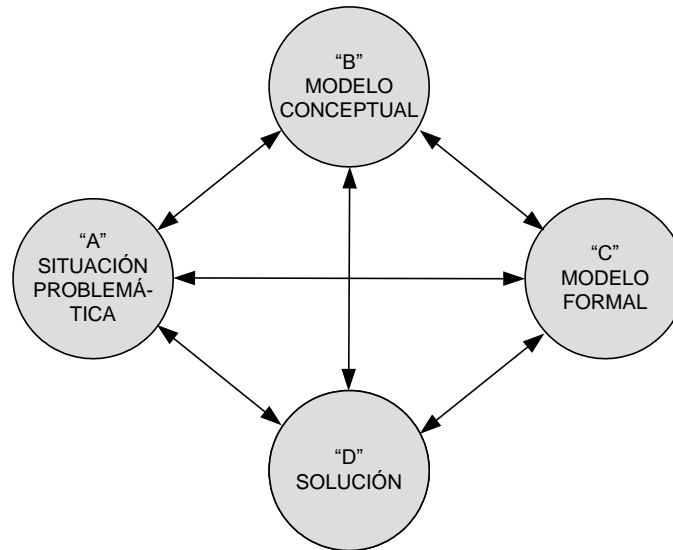 “B”
MODELO
CONCEPTUAL
“A”
SITUACIÓN
PROBLEMÁ-
TICA
“C”
MODELO
FORMAL
“D”
SOLUCIÓN